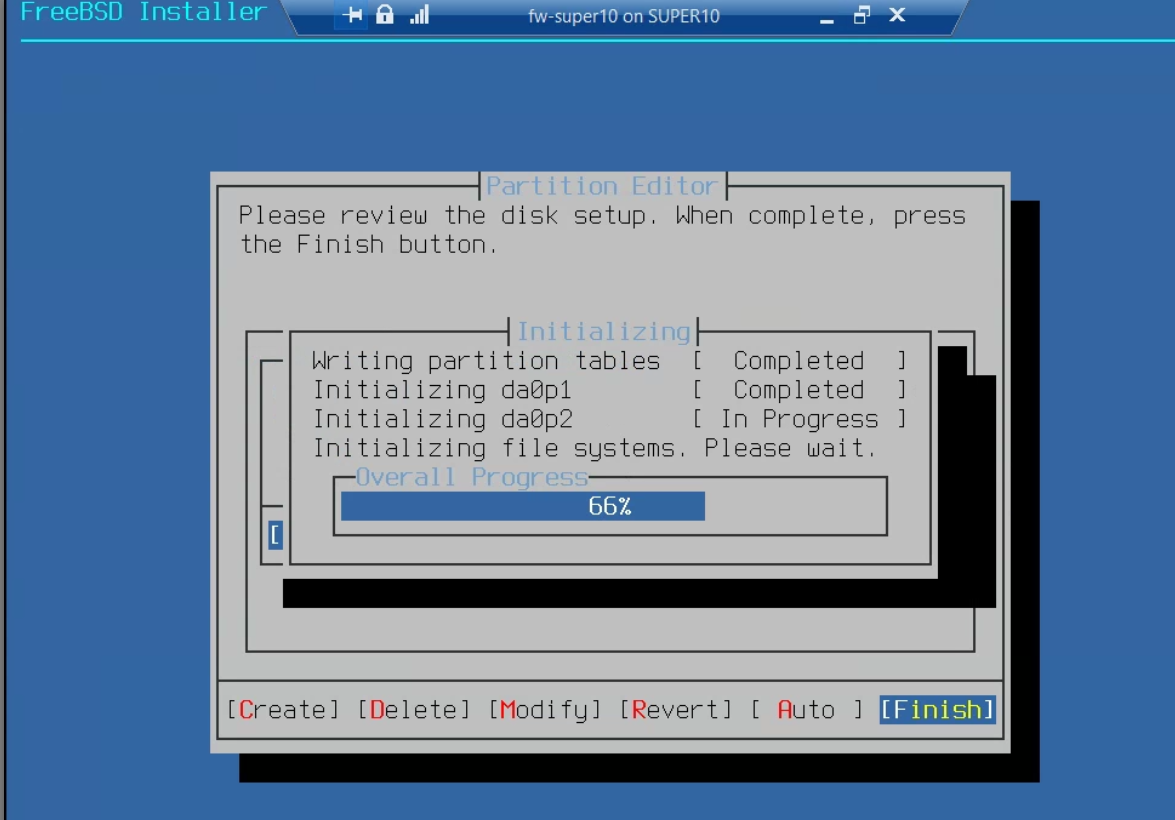 FreeBSD Installer
fw-super10 on SUPER10
Partition Editor
Please review the disk setup. When complete, press
the Finish button.
Initializing
Writing partition tables [ Completed ]
Initializing da0p1 [ Completed ]
Initializing da0p2 [ In Progress ]
Initializing file systems. Please wait.
Overall Progress
66%
[
[Create] [Delete] [Modify] [Revert] [ Auto ] [Finish]